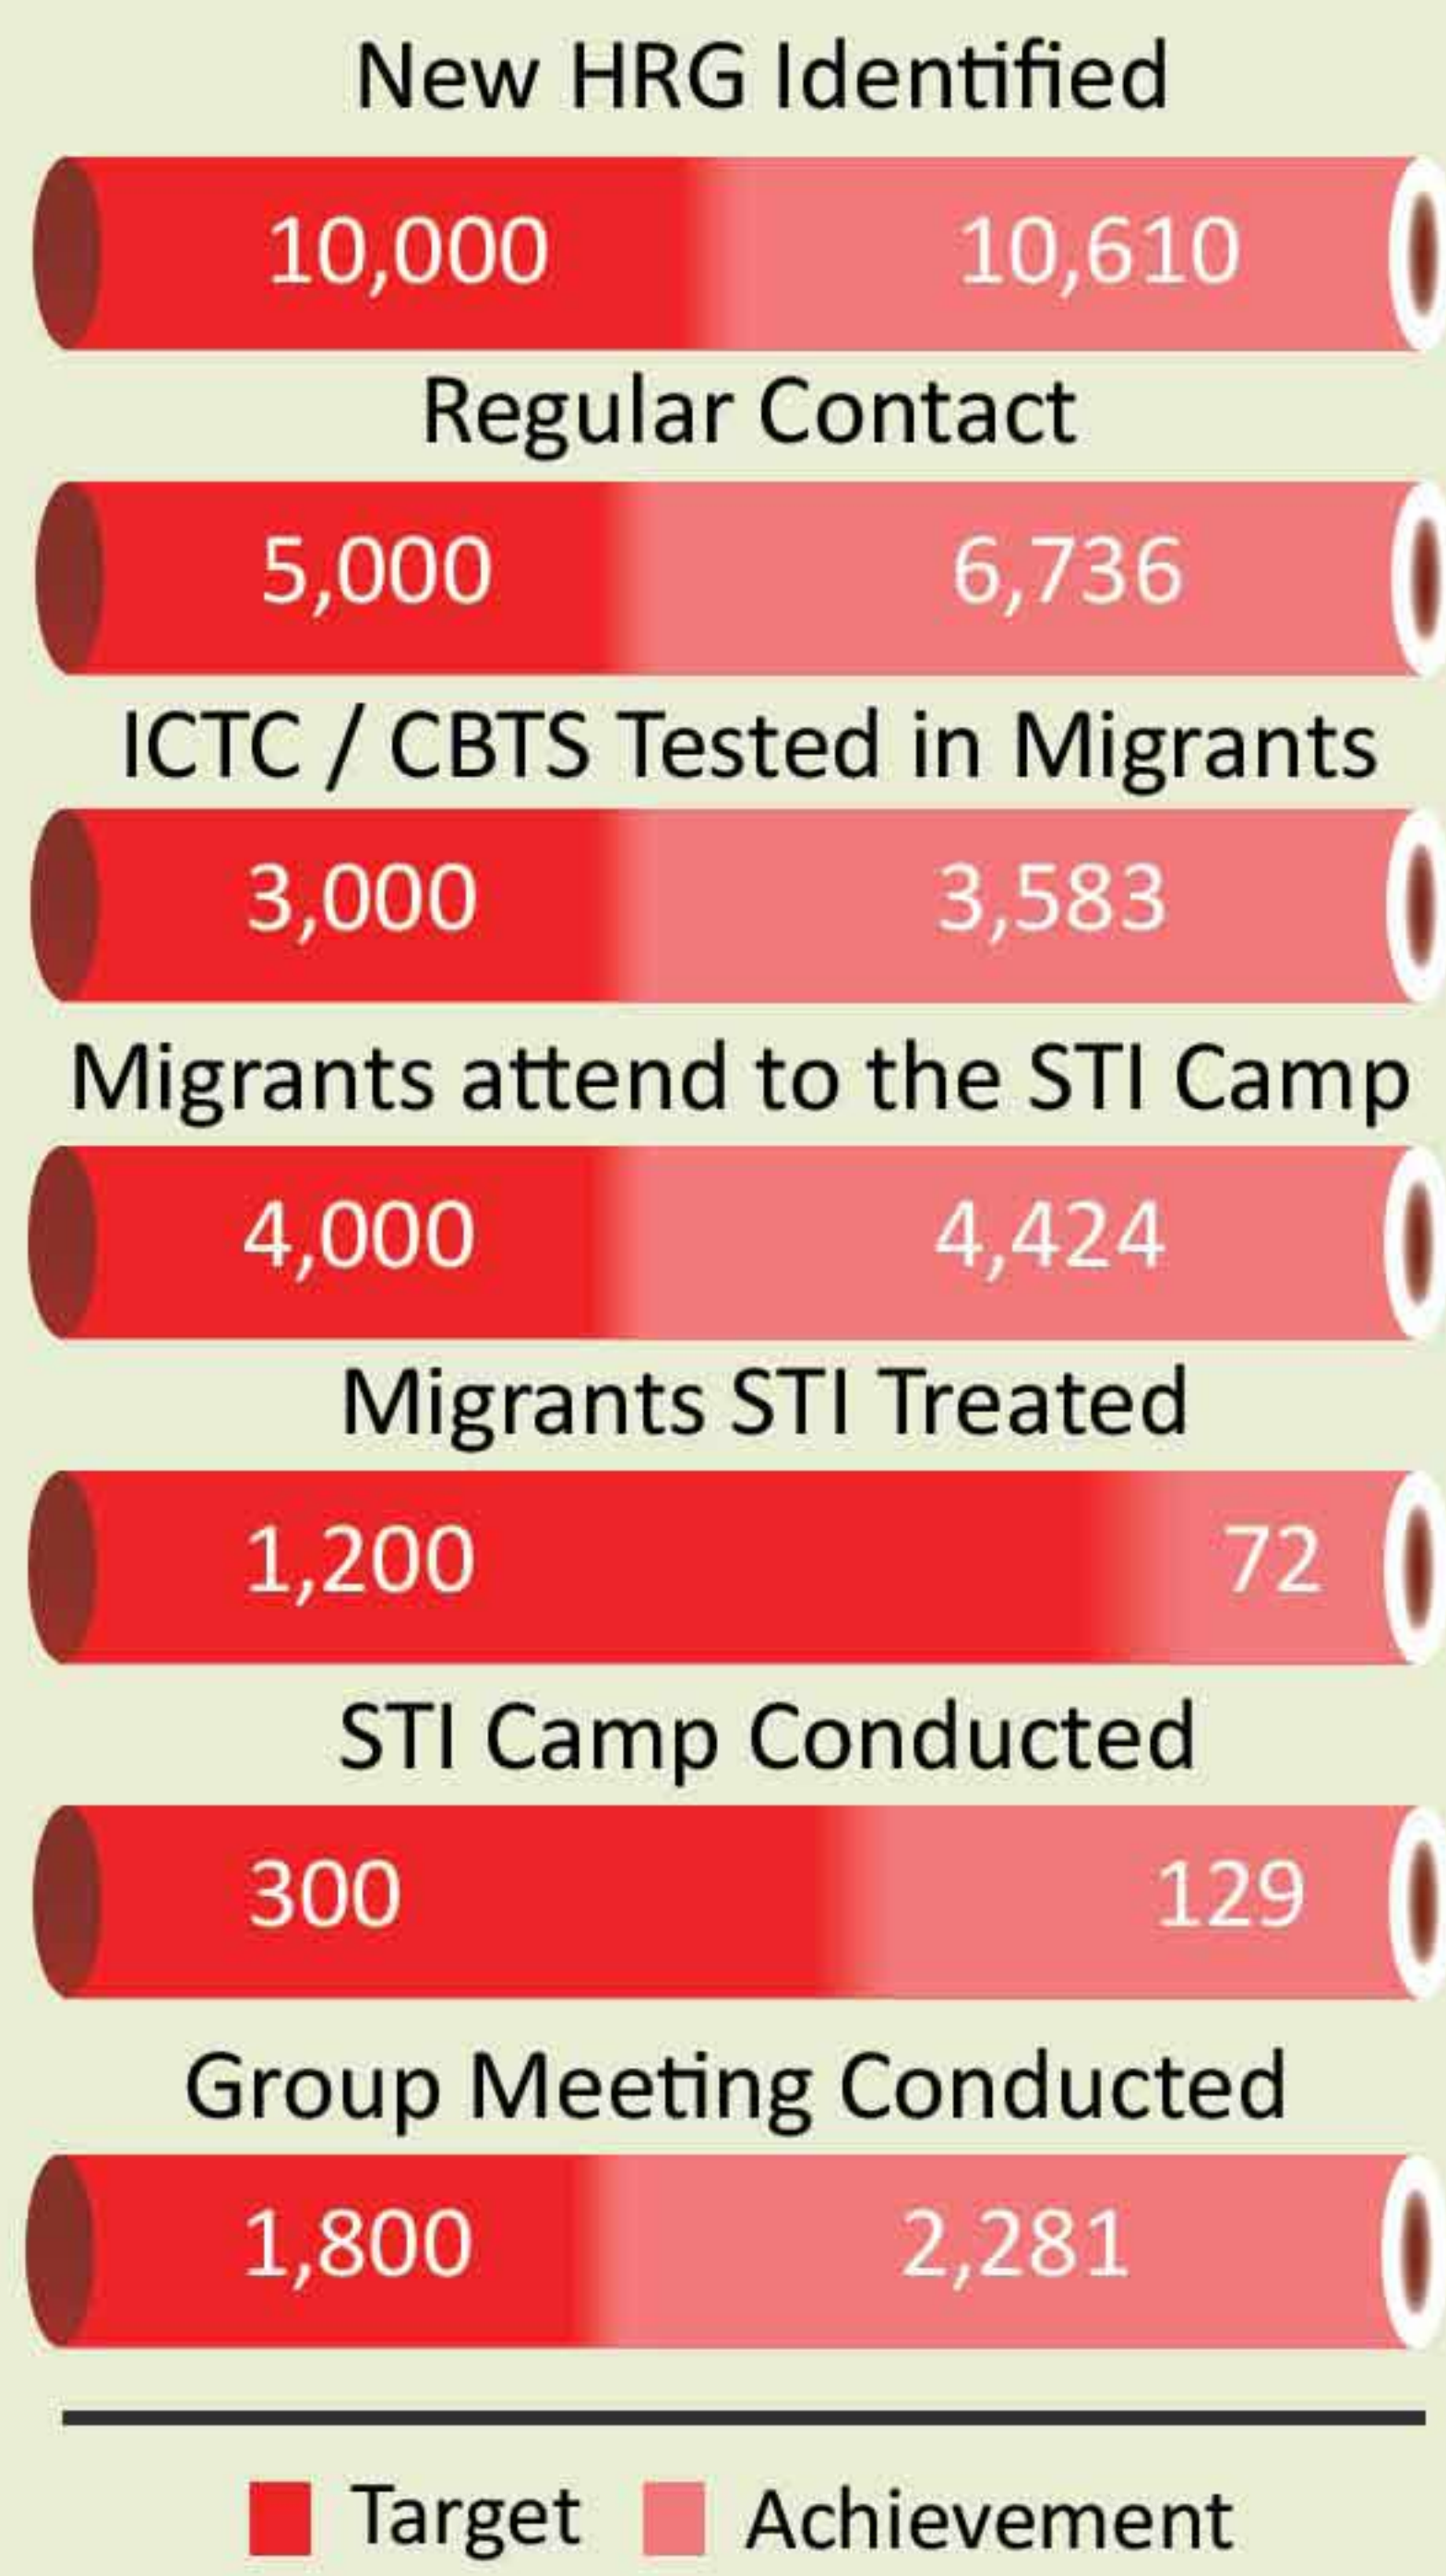 New HRG Identified
10,000 10,610
Regular Contact
5,000 6,736
ICTC / CBTS Tested in Migrants
3,000 3,583
Migrants attend to the STI Camp
4,000 4,424
Migrants STI Treated
1,200 72
STI Camp Conducted
300 129
Group Meeting Conducted
1,800 2,281
Target Achievement